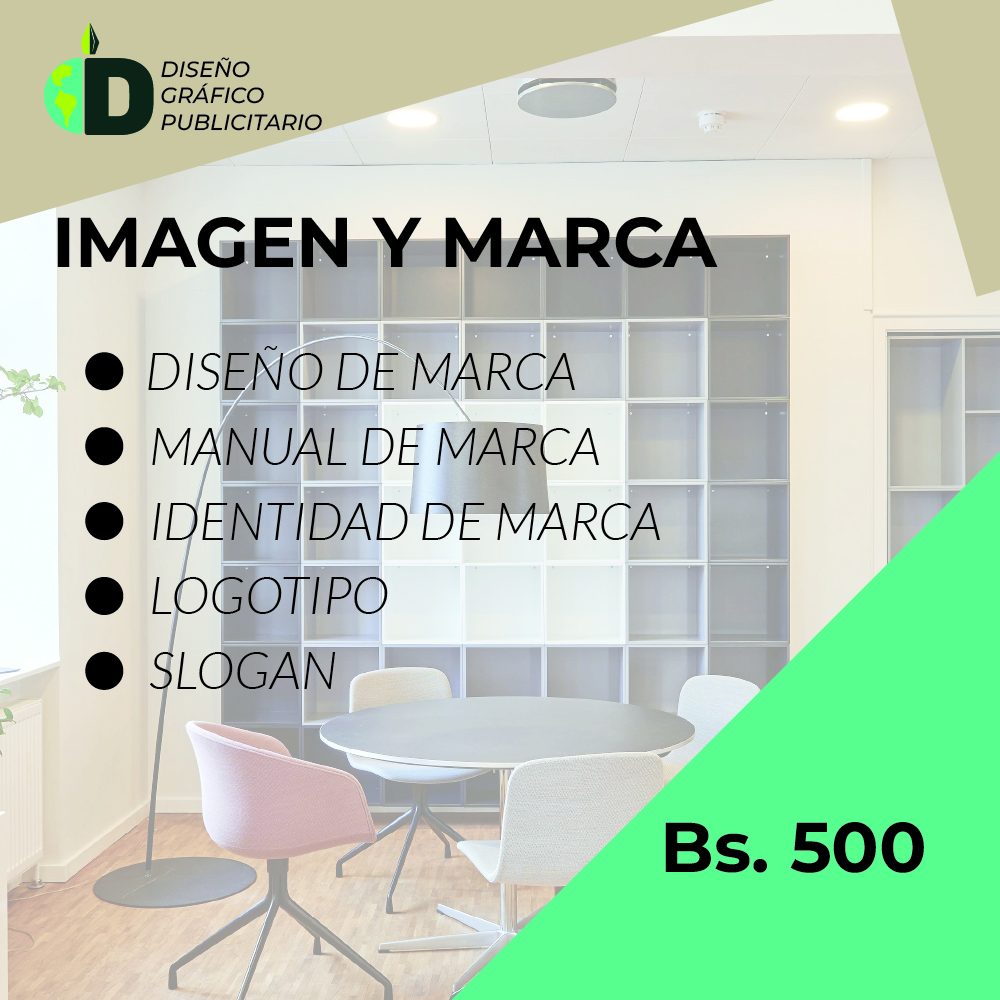 D
DISEÑO
GRÁFICO
PUBLICITARIO
IMAGEN Y MARCA
● DISEÑO DE MARCA
● MANUAL DE MARCA
● IDENTIDAD DE MARCA
● LOGOTIPO
● SLOGAN
Bs. 500